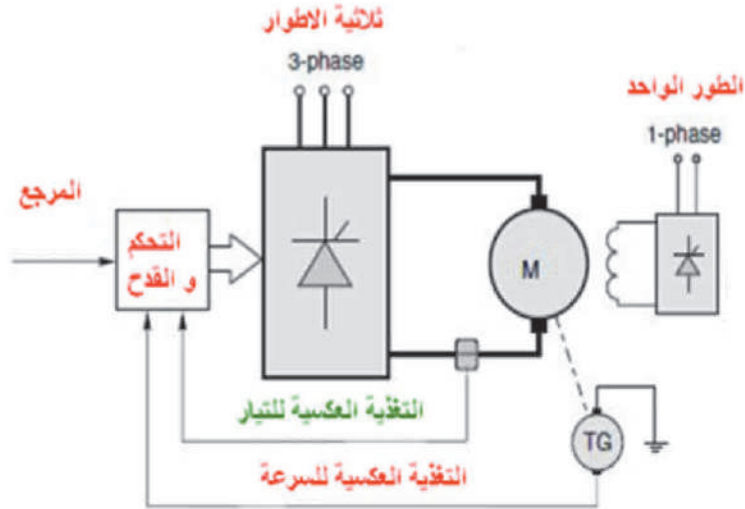 ثلاثية الاطوار
3-phase
الطور الواحد
1-phase
المرجع
التحكم
و القدح
M
التغذية العكسية للتيار
TG
التغذية العكسية للسرعة